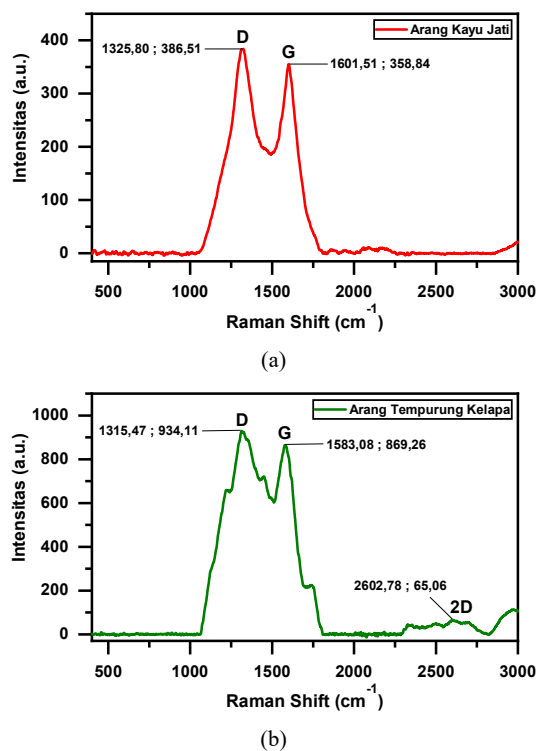 D
G
Arang Kayu Jati
1325,80 ; 386,51
1601,51 ; 358,84
Intensitas (a.u.)
400
300
200
100
0
500 1000 1500 2000 2500 3000
Raman Shift (cm⁻¹)
(a)
D
G
Arang Tempurung Kelapa
1315,47 ; 934,11
1583,08 ; 869,26
2602,78 ; 65,06
2D
Intensitas (a.u.)
1000
800
600
400
200
0
500 1000 1500 2000 2500 3000
Raman Shift (cm⁻¹)
(b)